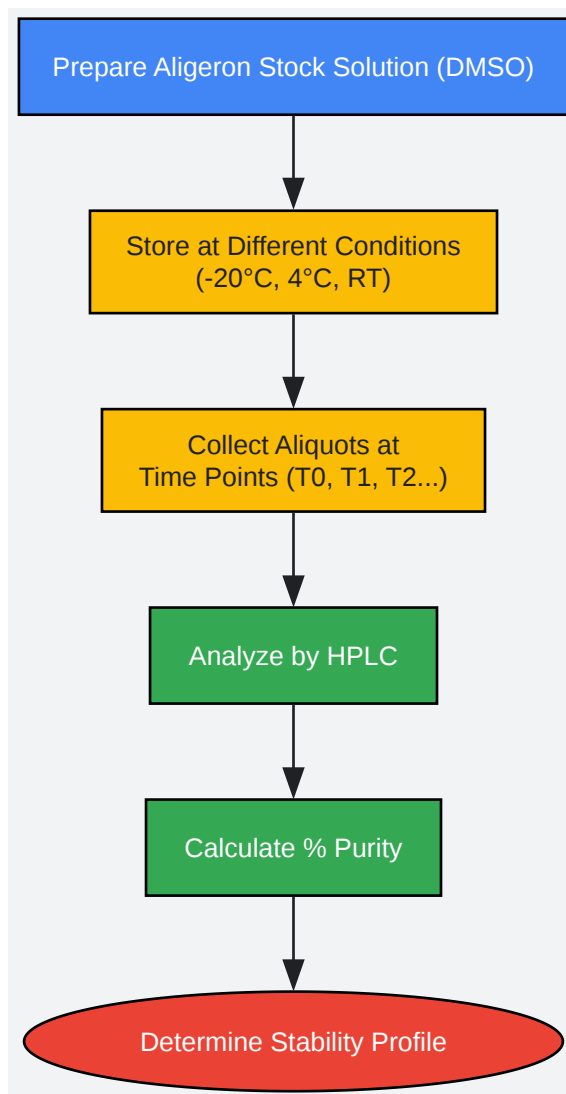 Prepare Aligeron Stock Solution (DMSO)
Store at Different Conditions
(-20°C, 4°C, RT)
Collect Aliquots at
Time Points (T0, T1, T2...)
Analyze by HPLC
Calculate % Purity
Determine Stability Profile